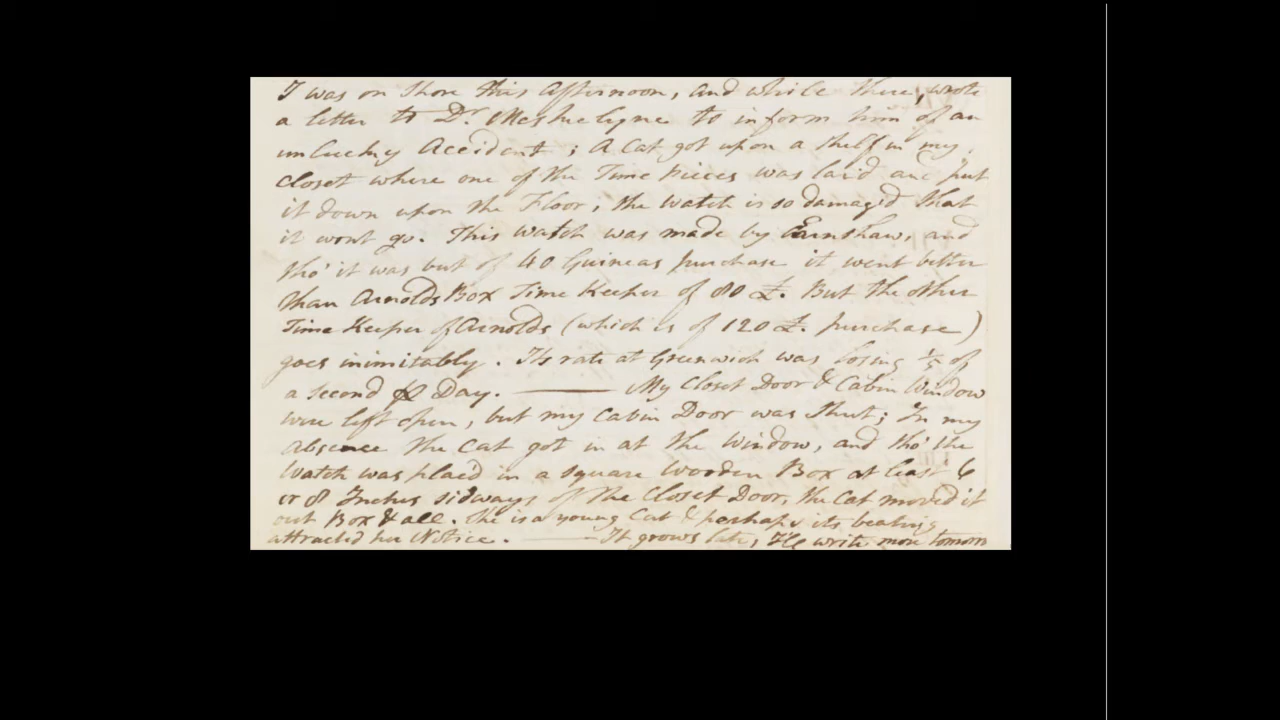 I was on Shore this Afternoon, and while there, wrote
a letter to Dr. Maskelyne to inform him of an
unlucky Accident; A Cat got upon a Shelf in my
Closet where one of the Time Pieces was laid and put
it down upon the Floor; the Watch is so damag'd that
it wont go. This Watch was made by Earnshaw, and
tho' it was but of 40 Guineas purchase it went better
than Arnolds Box Time Keeper of 80 £. But the other
Time Keeper of Arnolds (which is of 120 £. purchase)
goes inimitably. Its rate at Greenwich was losing 1/5 of
a second ⅌ Day. —— My Closet Door & Cabin Window
were left open, but my Cabin Door was Shut; In my
absence the Cat got in at the Window, and tho' the
Watch was plac'd in a square Wooden Box at least 6
or 8 Inches sidways of the Closet Door, the Cat moved it
out Box & all. She is a young Cat & perhaps its beating
attracted her Notice. —— It grows late, I'll write more tomorro